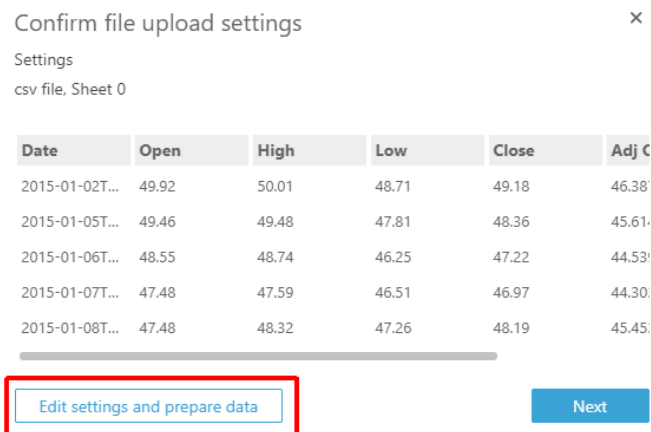 Confirm file upload settings
Settings
csv file, Sheet 0
Date Open High Low Close Adj C
2015-01-02T... 49.92 50.01 48.71 49.18 46.387
2015-01-05T... 49.46 49.48 47.81 48.36 45.614
2015-01-06T... 48.55 48.74 46.25 47.22 44.539
2015-01-07T... 47.48 47.59 46.51 46.97 44.30
2015-01-08T... 47.48 48.32 47.26 48.19 45.45
Edit settings and prepare data Next